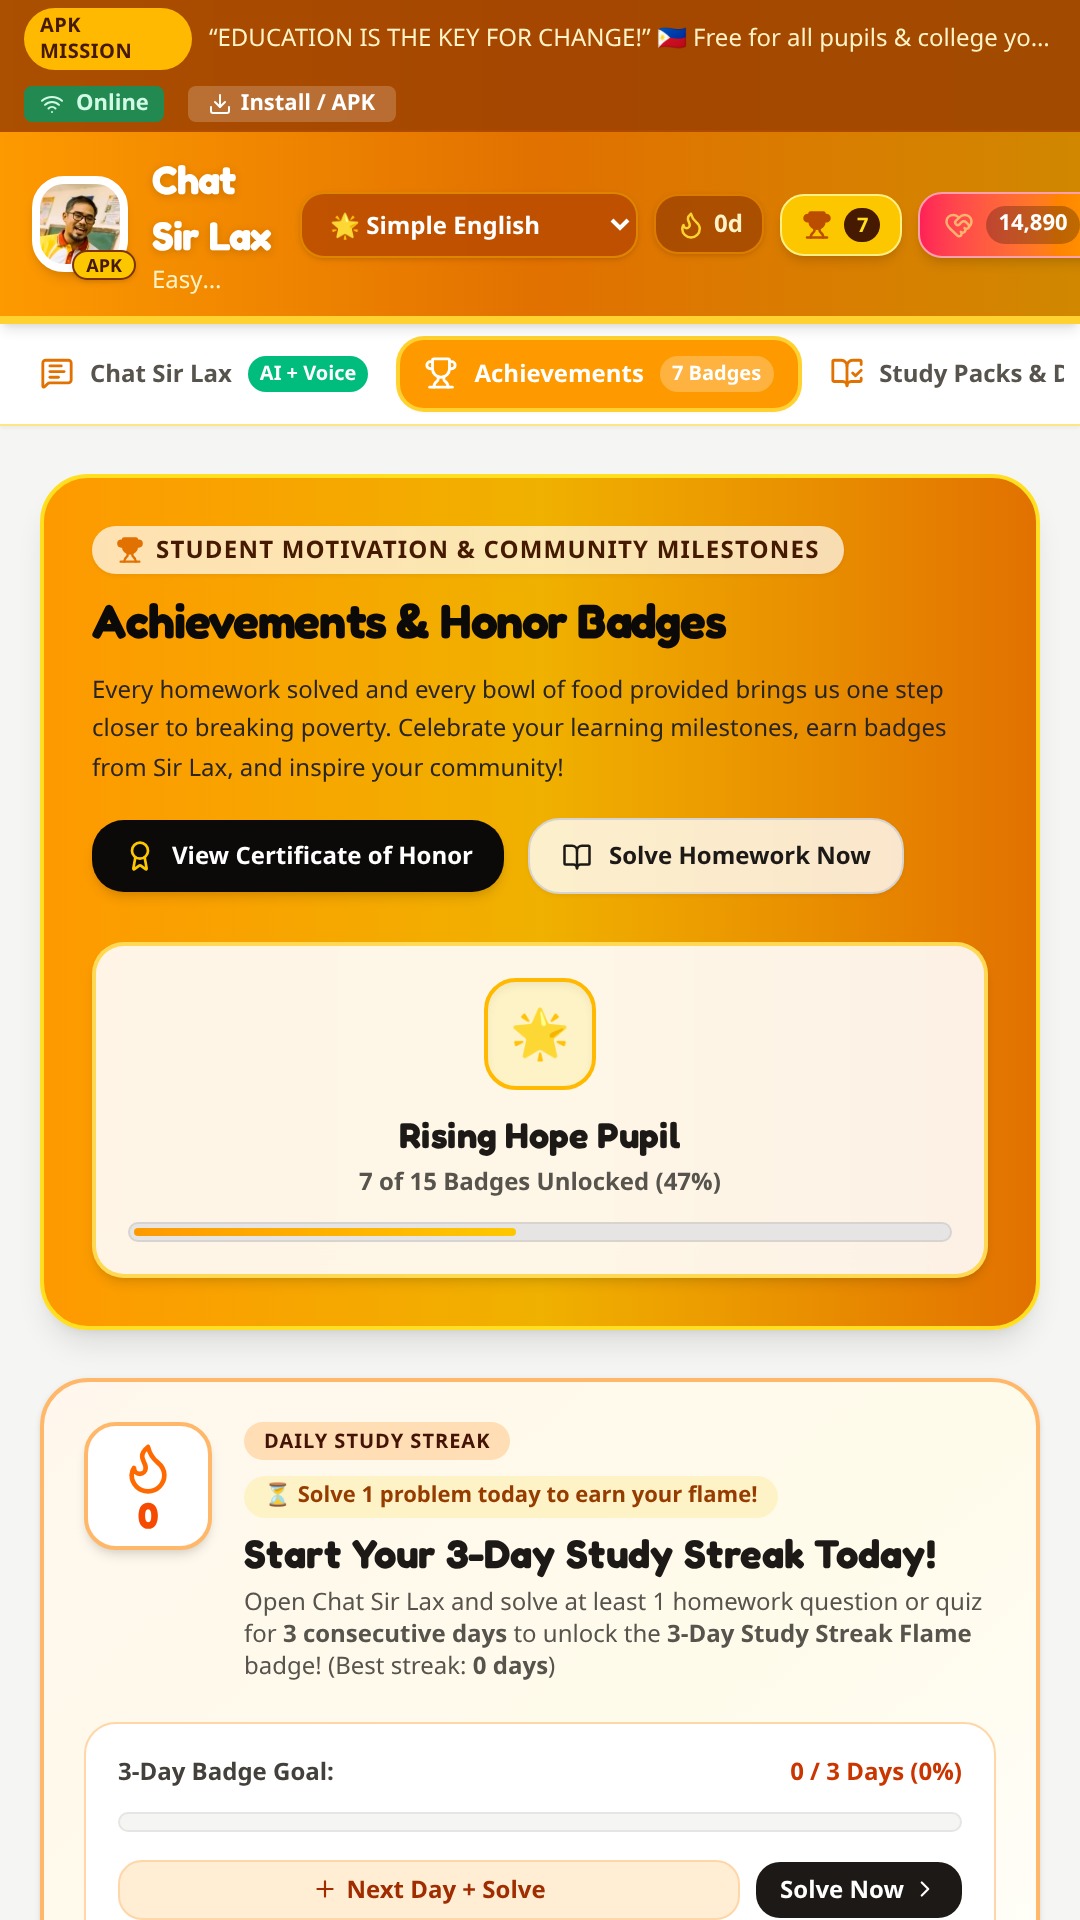 APK
MISSION
“EDUCATION IS THE KEY FOR CHANGE!” 🇵🇭 Free for all pupils & college yo...
Online
Install / APK
Chat
Sir Lax
Easy...
APK
🌟 Simple English
0d
7
14,890
Chat Sir Lax
AI + Voice
Achievements
7 Badges
Study Packs &
STUDENT MOTIVATION & COMMUNITY MILESTONES
Achievements & Honor Badges
Every homework solved and every bowl of food provided brings us one step
closer to breaking poverty. Celebrate your learning milestones, earn badges
from Sir Lax, and inspire your community!
View Certificate of Honor
Solve Homework Now
Rising Hope Pupil
7 of 15 Badges Unlocked (47%)
0
DAILY STUDY STREAK
⏳ Solve 1 problem today to earn your flame!
Start Your 3-Day Study Streak Today!
Open Chat Sir Lax and solve at least 1 homework question or quiz
for 3 consecutive days to unlock the 3-Day Study Streak Flame
badge! (Best streak: 0 days)
3-Day Badge Goal:
0 / 3 Days (0%)
+ Next Day + Solve
Solve Now